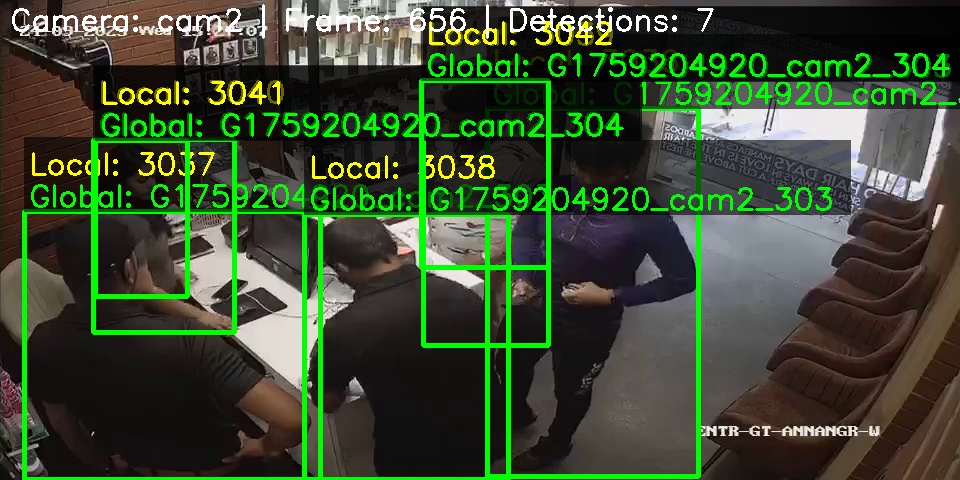 Camera: cam2 | Frame: 656 | Detections: 7
Local: 3042
Global: G1759204920_cam2_304
Local: 3041
1759204920_cam2_
Global: G1759204920_cam2_304
Local: 3037
Local: 3038
Global: G1759204
Global: G1759204920_cam2_303
ENTR-GT-ANNANGR-W